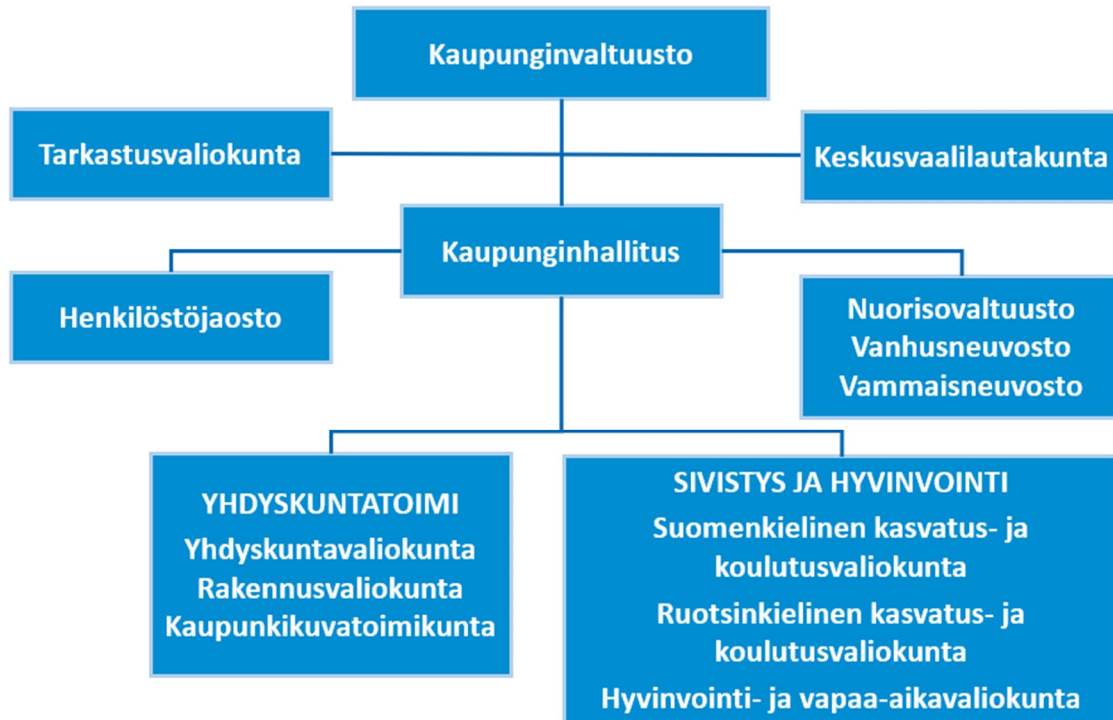 Kaupunginvaltuusto
Tarkastusvaliokunta
Keskusvaalilautakunta
Kaupunginhallitus
Henkilöstöjaosto
Nuorisovaltuusto
Vanhusneuvosto
Vammaisneuvosto
YHDYSKUNTATOIMI
Yhdyskuntavaliokunta
Rakennusvaliokunta
Kaupunkikuvatoimikunta
SIVISTYS JA HYVINVOINTI
Suomenkielinen kasvatus- ja
koulutusvaliokunta
Ruotsinkielinen kasvatus- ja
koulutusvaliokunta
Hyvinvointi- ja vapaa-aikavaliokunta